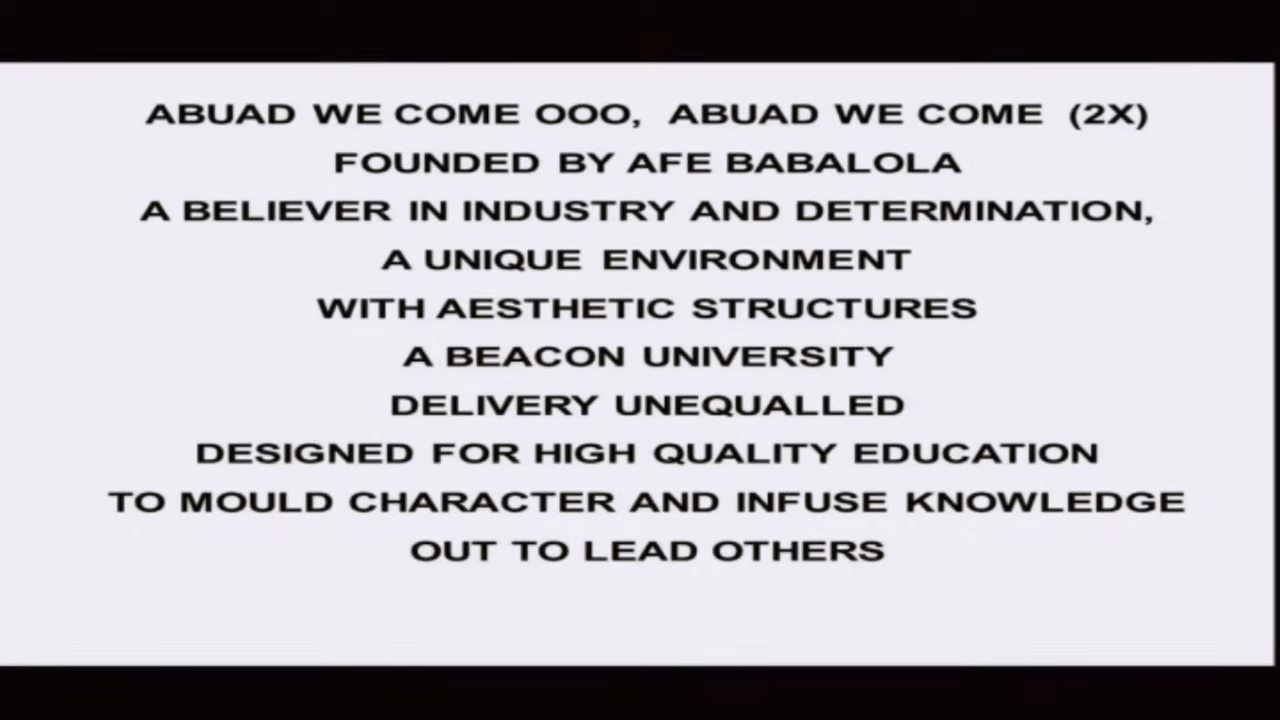 ABUAD WE COME OOO, ABUAD WE COME (2X)
FOUNDED BY AFE BABALOLA
A BELIEVER IN INDUSTRY AND DETERMINATION,
A UNIQUE ENVIRONMENT
WITH AESTHETIC STRUCTURES
A BEACON UNIVERSITY
DELIVERY UNEQUALLED
DESIGNED FOR HIGH QUALITY EDUCATION
TO MOULD CHARACTER AND INFUSE KNOWLEDGE
OUT TO LEAD OTHERS